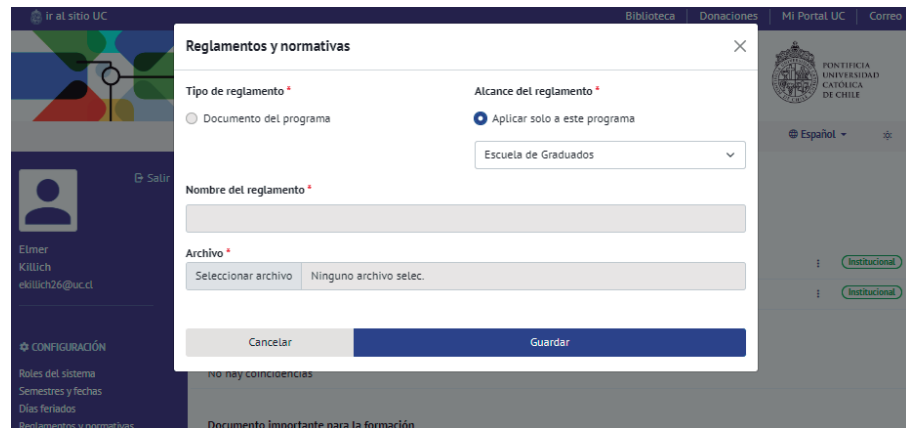 ir al sitio UC
Biblioteca
Donaciones
Mi Portal UC
Correo
Reglamentos y normativas
PONTIFICIA
UNIVERSIDAD
CATÓLICA
DE CHILE
Tipo de reglamento *
Alcance del reglamento *
Documento del programa
Aplicar solo a este programa
Español
Escuela de Graduados
Salir
Nombre del reglamento *
Elmer
Killich
ekillich26@uc.cl
Archivo *
Seleccionar archivo Ninguno archivo selec.
Institucional
Institucional
Cancelar
Guardar
CONFIGURACIÓN
Roles del sistema
No hay coincidencias
Semestres y fechas
Días feriados
Reglamentos y normativas
Documento importante para la formación